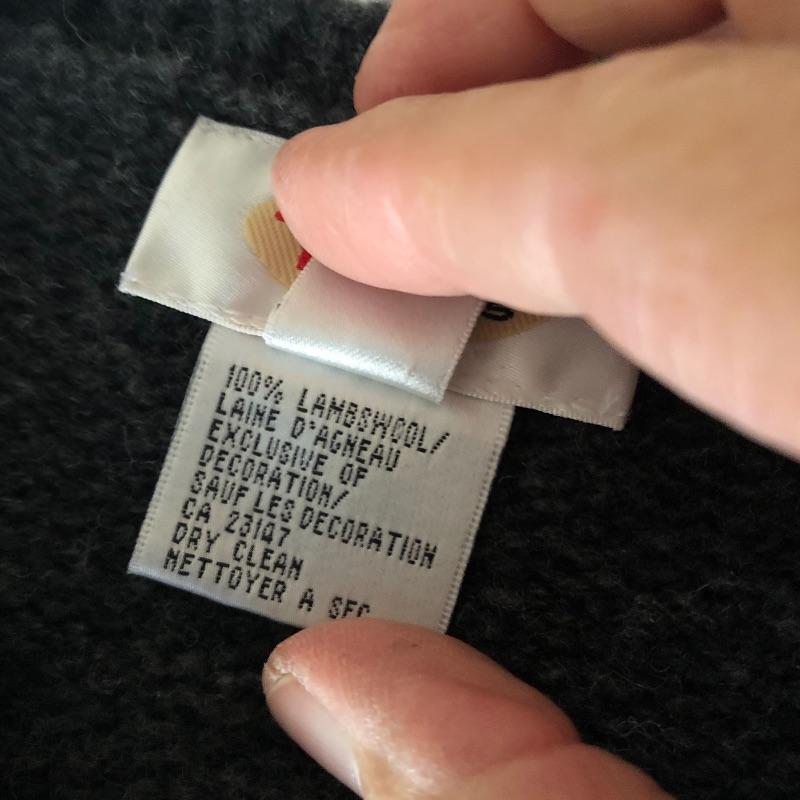 100% LAMBSWOOL/
LAINE D'AGNEAU
EXCLUSIVE OF
DECORATION/
SAUF LES DECORATION
CA 23107
DRY CLEAN
NETTOYER A SEC